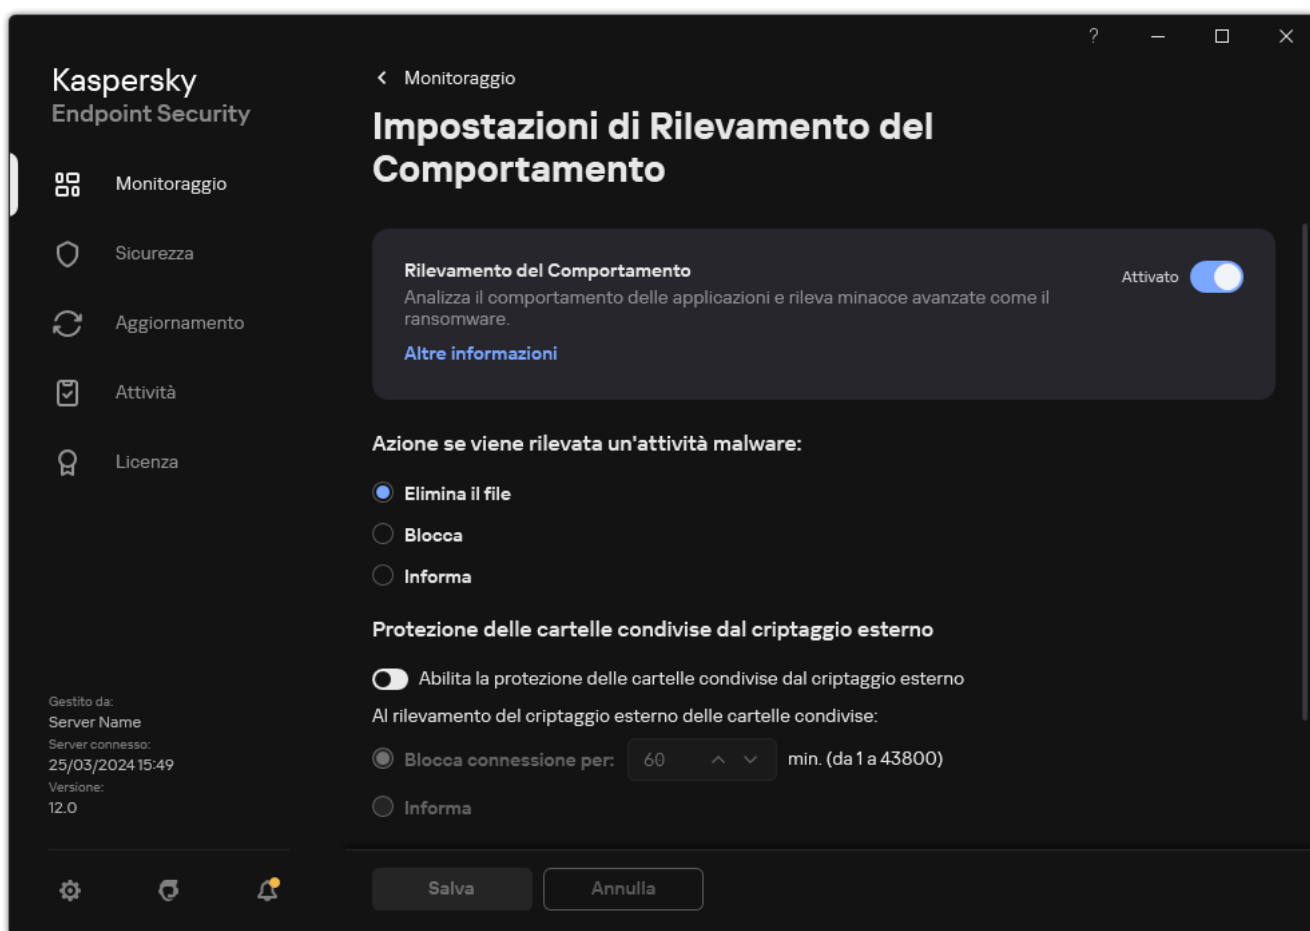 ?
Kaspersky
Endpoint Security
Monitoraggio
Sicurezza
Aggiornamento
Attività
Licenza
Gestito da:
Server Name
Server connesso:
25/03/2024 15:49
Versione:
12.0
Monitoraggio
Impostazioni di Rilevamento del
Comportamento
Rilevamento del Comportamento
Attivato
Analizza il comportamento delle applicazioni e rileva minacce avanzate come il
ransomware.
Altre informazioni
Azione se viene rilevata un'attività malware:
Elimina il file
Blocca
Informa
Protezione delle cartelle condivise dal criptaggio esterno
Abilita la protezione delle cartelle condivise dal criptaggio esterno
Al rilevamento del criptaggio esterno delle cartelle condivise:
Blocca connessione per: 60 min. (da 1 a 43800)
Informa
Salva
Annulla